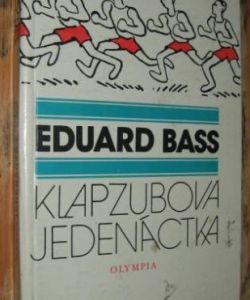 EDUARD BASS
KLAPZUBOVA
JEDENÁCTKA
OLYMPIA